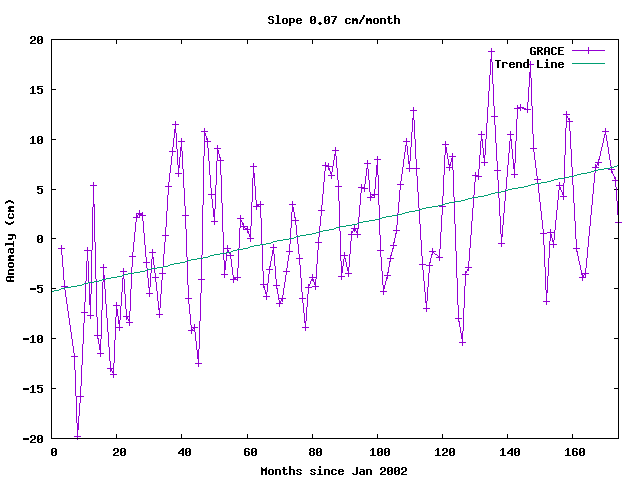 Slope 0.07 cm/month
20
15
10
5
0
-5
-10
-15
-20
Anomaly (cm)
GRACE
Trend Line
0 20 40 60 80 100 120 140 160
Months since Jan 2002